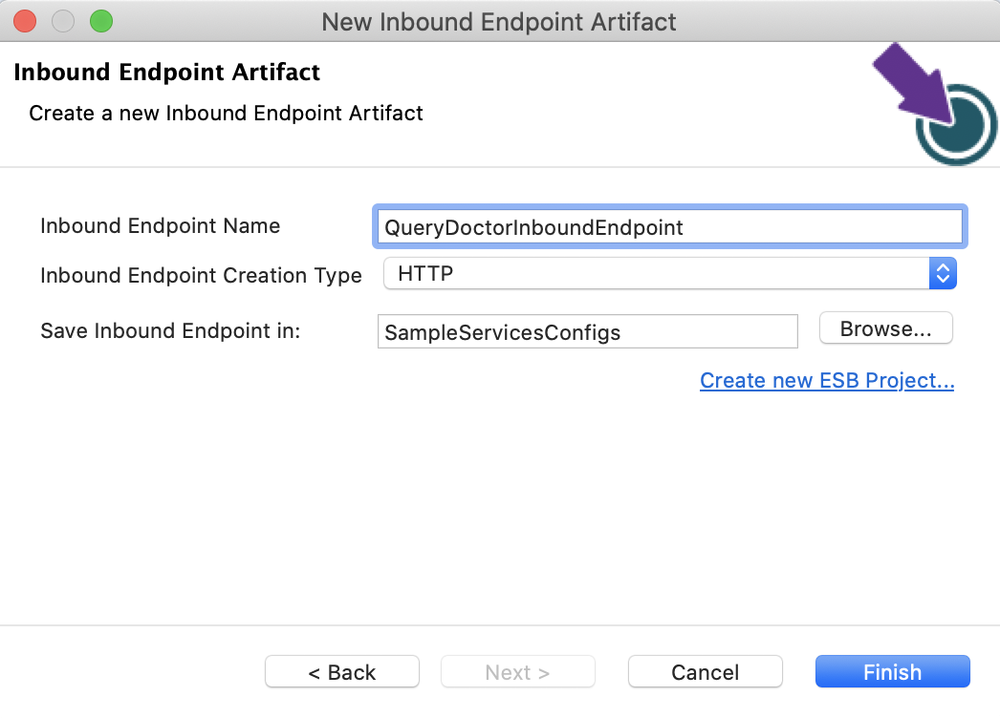 New Inbound Endpoint Artifact
Inbound Endpoint Artifact
Create a new Inbound Endpoint Artifact
Inbound Endpoint Name QueryDoctorInboundEndpoint
Inbound Endpoint Creation Type HTTP
Save Inbound Endpoint in: SampleServicesConfigs Browse...
Create new ESB Project...
< Back Next > Cancel Finish